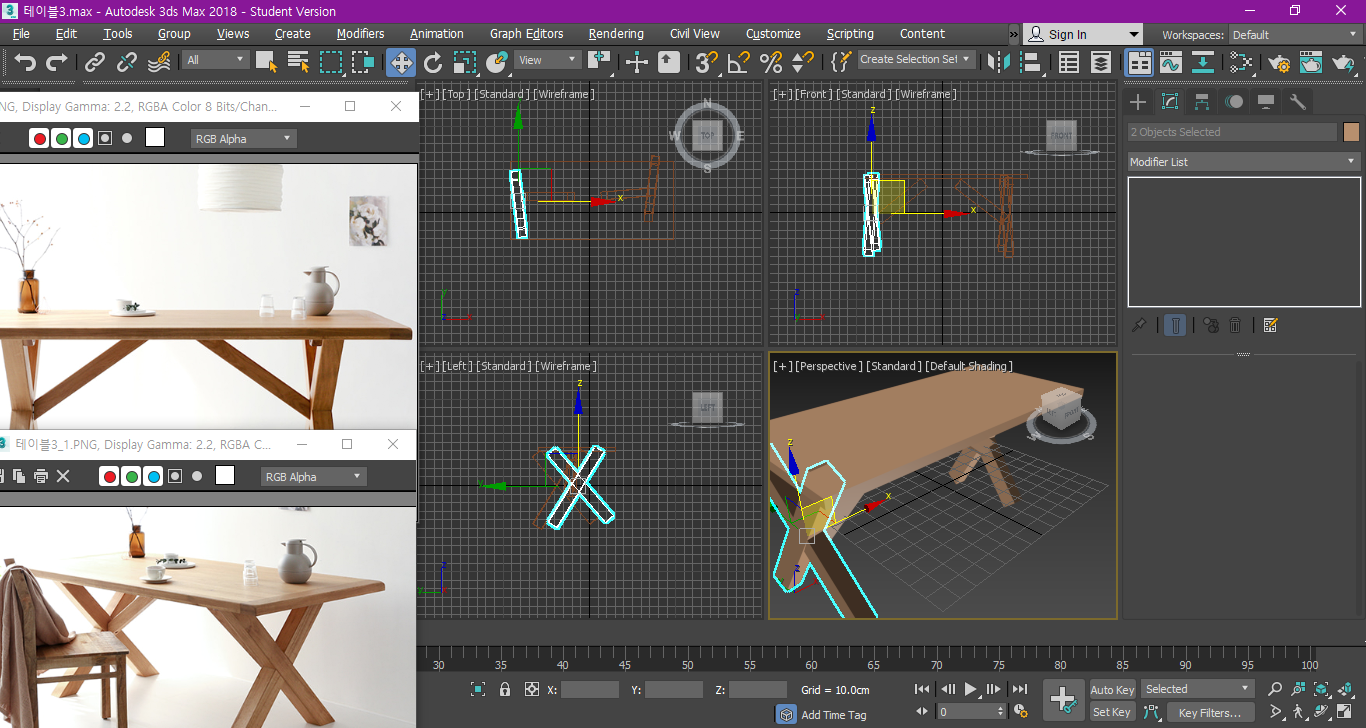 3 테이블3.max - Autodesk 3ds Max 2018 - Student Version
File Edit Tools Group Views Create Modifiers Animation Graph Editors Rendering Civil View Customize Scripting Content » Sign In Workspaces: Default
All View 3 Create Selection Set
NG, Display Gamma: 2.2, RGBA Color 8 Bits/Chan...
RGB Alpha
[+] [Top] [Standard] [Wireframe]
N
W TOP E
S
x
y
z x
[+] [Front] [Standard] [Wireframe]
z
FRONT
x
z
y x
2 Objects Selected
Modifier List
[+] [Left] [Standard] [Wireframe]
z
LEFT
y
z
y
[+] [Perspective] [Standard] [Default Shading]
z
x
z
3 테이블3_1.PNG, Display Gamma: 2.2, RGBA C...
RGB Alpha
30 35 40 45 50 55 60 65 70 75 80 85 90 95 100
X: Y: Z: Grid = 10.0cm
Add Time Tag
0
Auto Key Selected
Set Key Key Filters...